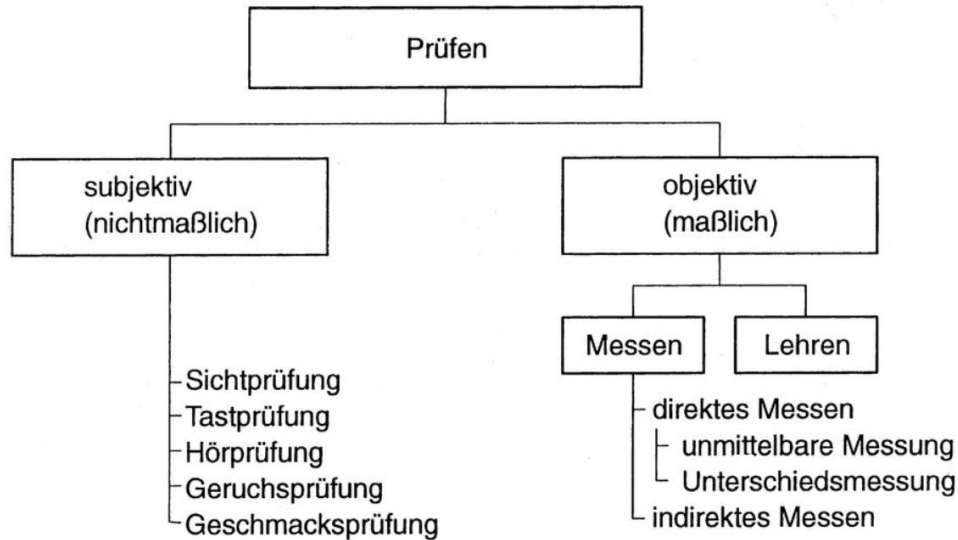 Prüfen
subjektiv
(nichtmaßlich)
objektiv
(maßlich)
Messen
Lehren
Sichtprüfung
Tastprüfung
Hörprüfung
Geruchsprüfung
Geschmacksprüfung
direktes Messen
unmittelbare Messung
Unterschiedsmessung
indirektes Messen